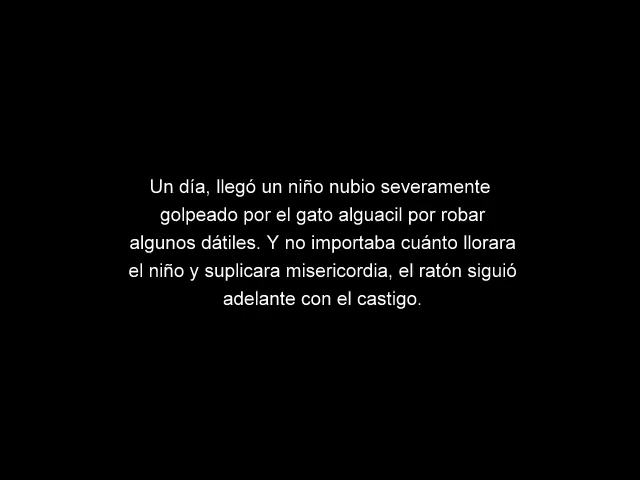 Un día, llegó un niño nubio severamente
golpeado por el gato alguacil por robar
algunos dátiles. Y no importaba cuánto llorara
el niño y suplicara misericordia, el ratón siguió
adelante con el castigo.